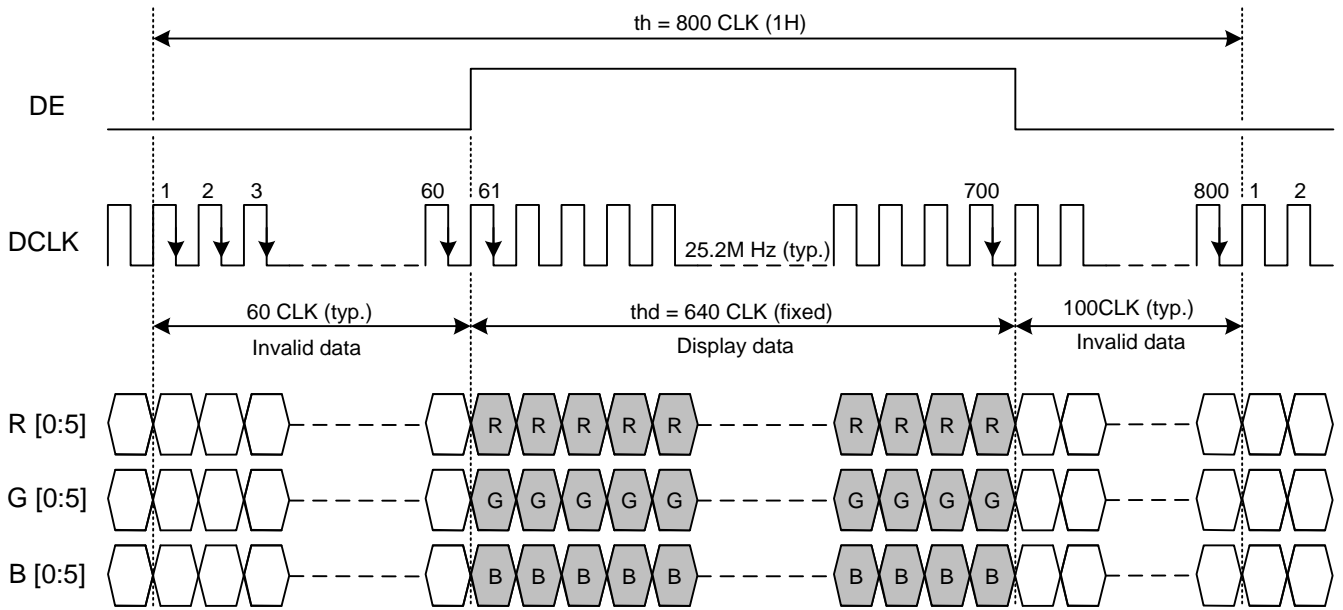 th = 800 CLK (1H)
DE
1 2 3 60 61 700 800 1 2
DCLK
25.2M Hz (typ.)
60 CLK (typ.) thd = 640 CLK (fixed) 100CLK (typ.)
Invalid data Display data Invalid data
R [0:5] R R R R R R R R R
G [0:5] G G G G G G G G G
B [0:5] B B B B B B B B B